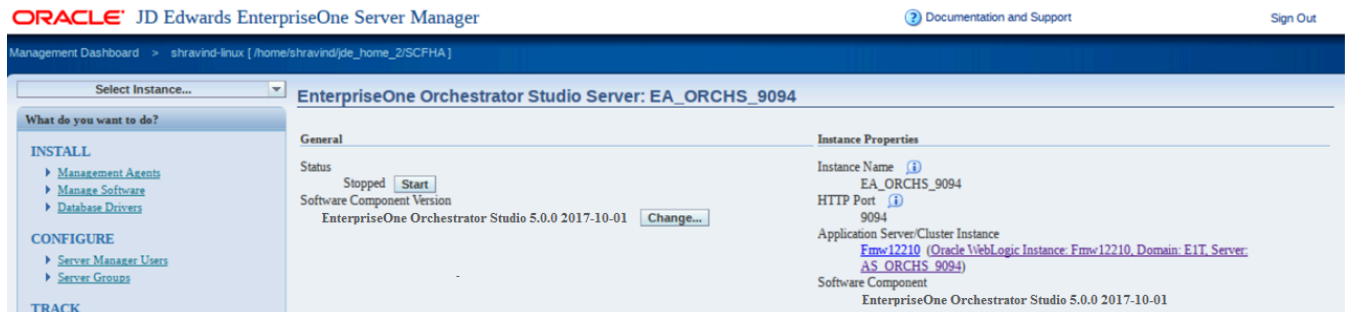 ORACLE JD Edwards EnterpriseOne Server Manager
Documentation and Support
Sign Out
Management Dashboard > shravind-linux [ /home/shravind/jde_home_2/SCFHA ]
Select Instance...
What do you want to do?
INSTALL
Management Agents
Manage Software
Database Drivers
CONFIGURE
Server Manager Users
Server Groups
TRACK
EnterpriseOne Orchestrator Studio Server: EA_ORCHS_9094
General
Status
Stopped Start
Software Component Version
EnterpriseOne Orchestrator Studio 5.0.0 2017-10-01 Change...
Instance Properties
Instance Name
EA_ORCHS_9094
HTTP Port
9094
Application Server/Cluster Instance
Fmw12210 (Oracle WebLogic Instance: Fmw12210, Domain: E1T, Server:
AS_ORCHS_9094)
Software Component
EnterpriseOne Orchestrator Studio 5.0.0 2017-10-01